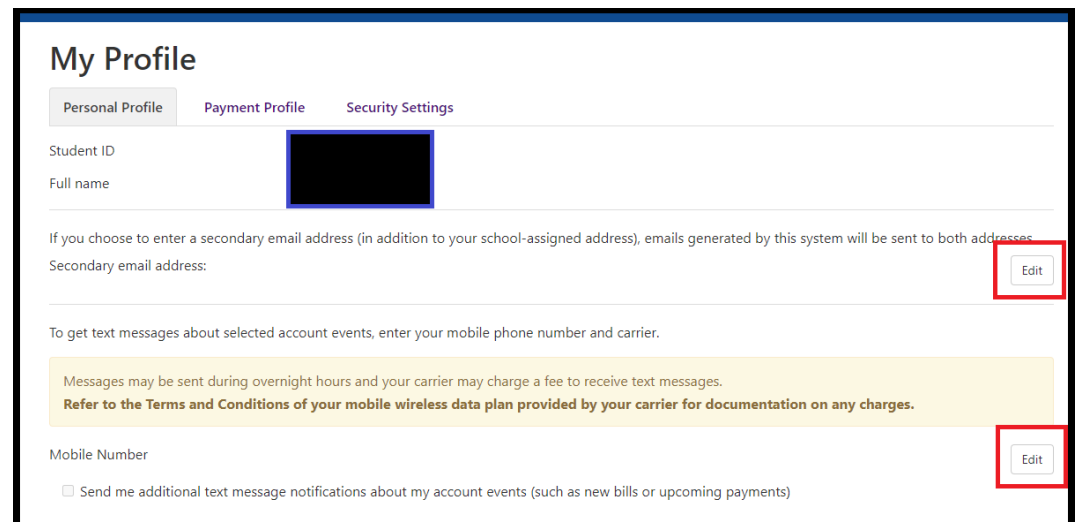 My Profile
Personal Profile Payment Profile Security Settings
Student ID
Full name
If you choose to enter a secondary email address (in addition to your school-assigned address), emails generated by this system will be sent to both addresses.
Secondary email address:
Edit
To get text messages about selected account events, enter your mobile phone number and carrier.
Messages may be sent during overnight hours and your carrier may charge a fee to receive text messages.
Refer to the Terms and Conditions of your mobile wireless data plan provided by your carrier for documentation on any charges.
Mobile Number
Edit
Send me additional text message notifications about my account events (such as new bills or upcoming payments)